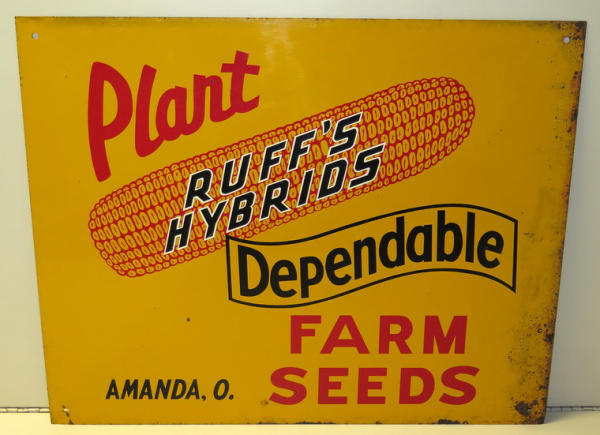 Plant
RUFF'S
HYBRIDS
Dependable
FARM
SEEDS
AMANDA, O.